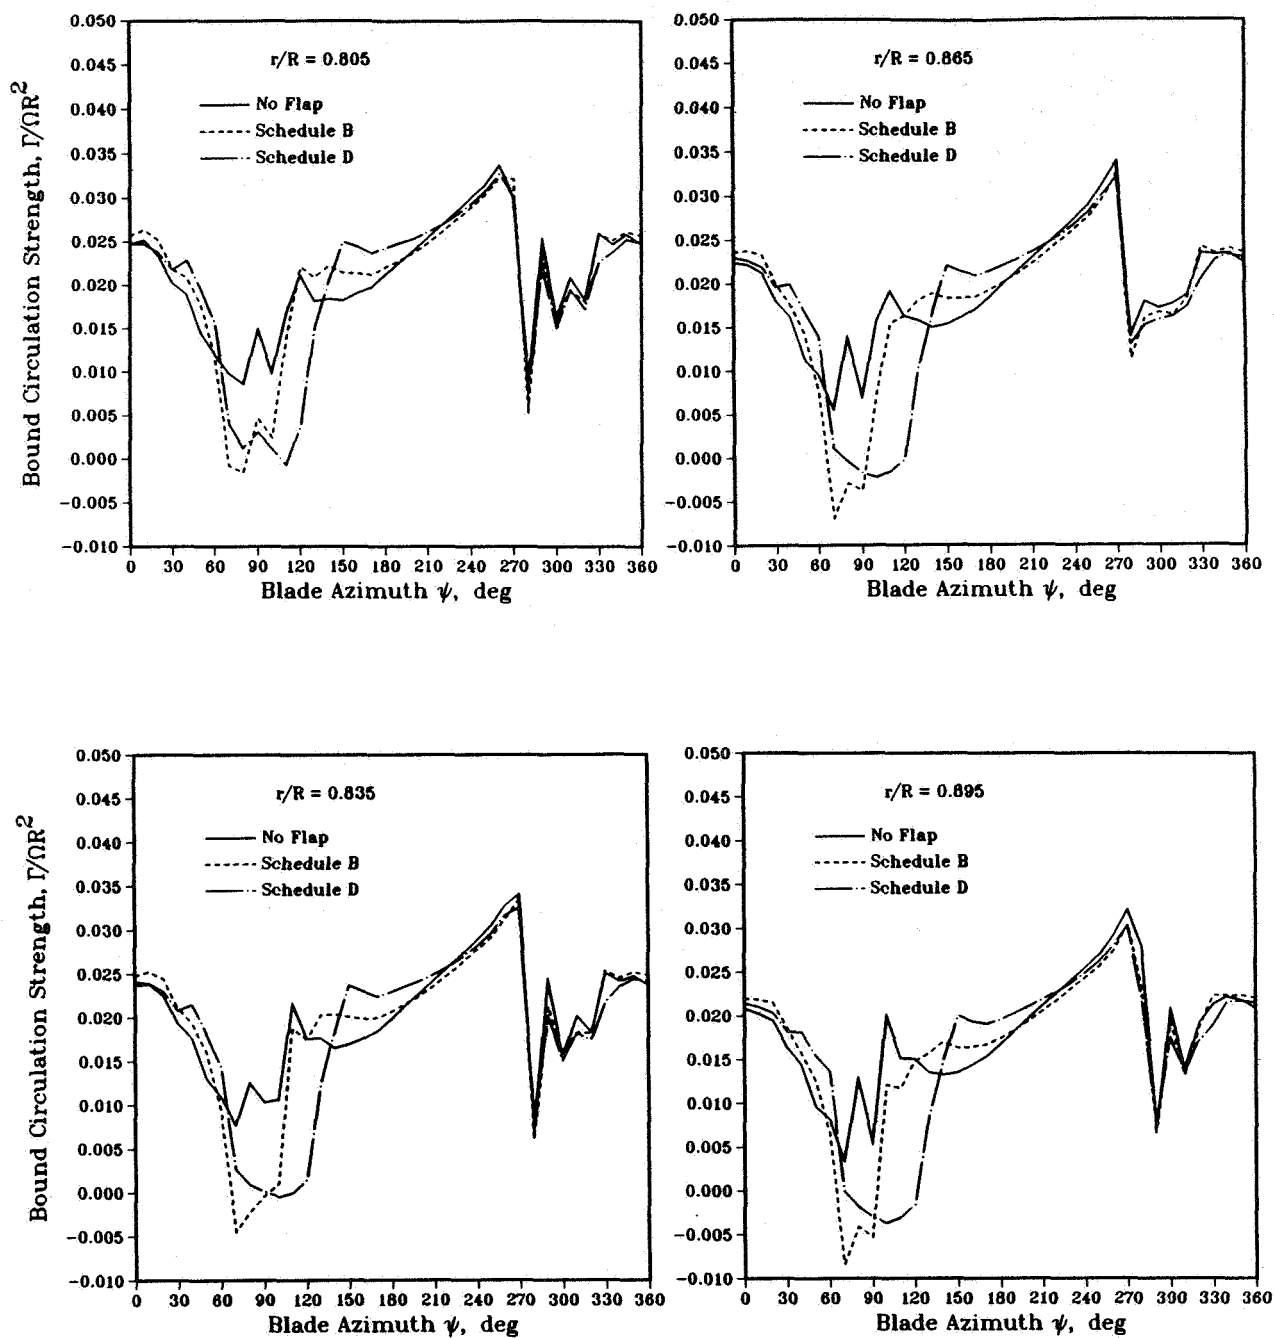 Bound Circulation Strength, Γ/ΩR²
0.050
0.045
0.040
0.035
0.030
0.025
0.020
0.015
0.010
0.005
0.000
−0.005
−0.010
r/R = 0.805
No Flap
Schedule B
Schedule D
0 30 60 90 120 150 180 210 240 270 300 330 360
Blade Azimuth ψ, deg
0.050
0.045
0.040
0.035
0.030
0.025
0.020
0.015
0.010
0.005
0.000
−0.005
−0.010
r/R = 0.865
No Flap
Schedule B
Schedule D
0 30 60 90 120 150 180 210 240 270 300 330 360
Blade Azimuth ψ, deg
Bound Circulation Strength, Γ/ΩR²
0.050
0.045
0.040
0.035
0.030
0.025
0.020
0.015
0.010
0.005
0.000
−0.005
−0.010
r/R = 0.835
No Flap
Schedule B
Schedule D
0 30 60 90 120 150 180 210 240 270 300 330 360
Blade Azimuth ψ, deg
0.050
0.045
0.040
0.035
0.030
0.025
0.020
0.015
0.010
0.005
0.000
−0.005
−0.010
r/R = 0.895
No Flap
Schedule B
Schedule D
0 30 60 90 120 150 180 210 240 270 300 330 360
Blade Azimuth ψ, deg